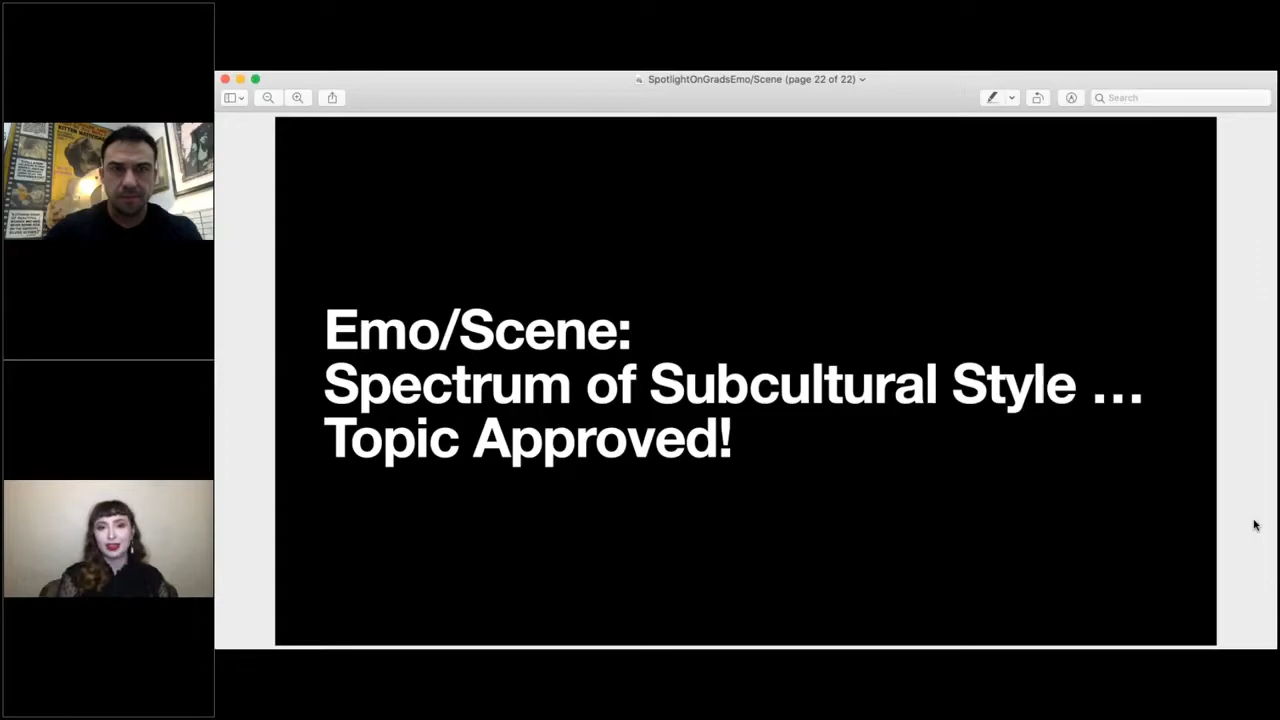 SpotlightOnGradsEmo/Scene (page 22 of 22)
Search
Emo/Scene:
Spectrum of Subcultural Style …
Topic Approved!